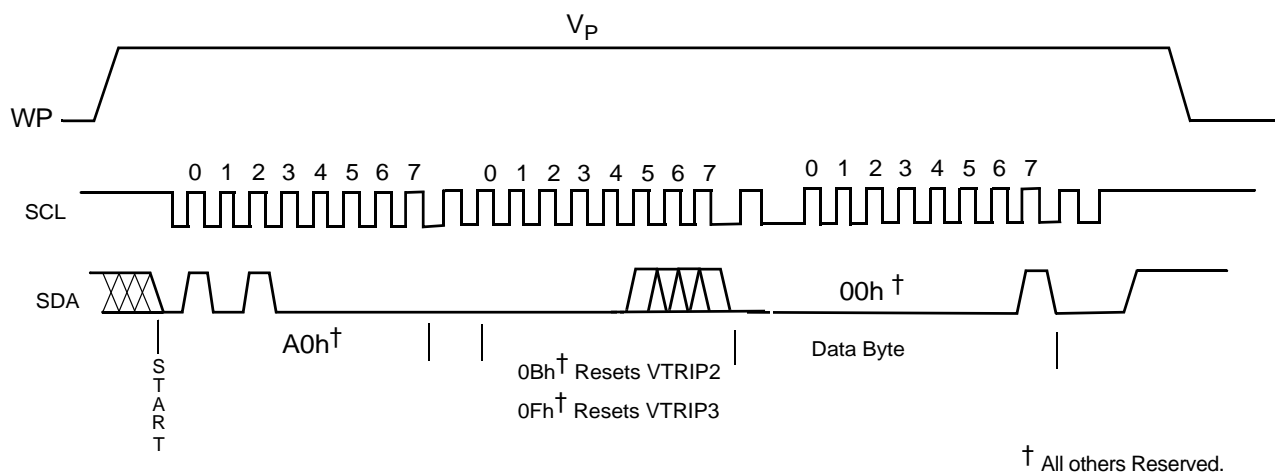 VP
WP
0 1 2 3 4 5 6 7 0 1 2 3 4 5 6 7 0 1 2 3 4 5 6 7
SCL
SDA
00h †
A0h†
Data Byte
START
0Bh† Resets VTRIP2
0Fh† Resets VTRIP3
† All others Reserved.